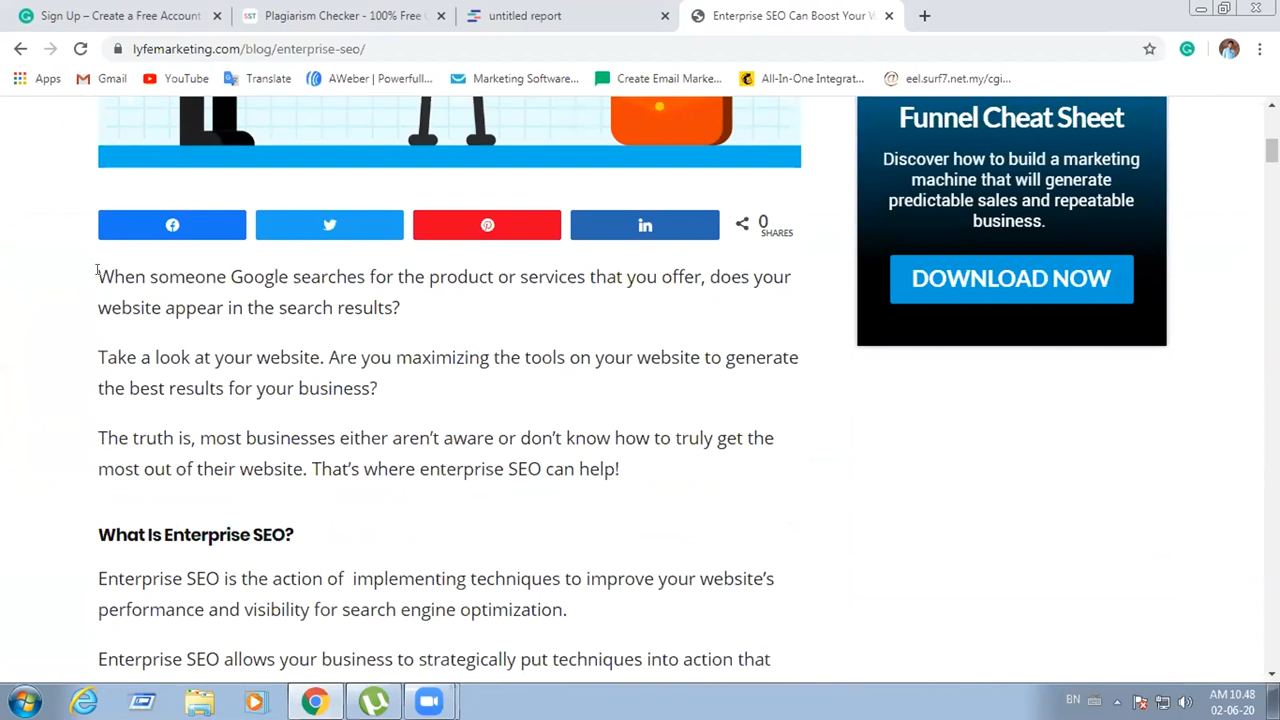 Sign Up – Create a Free Account
Plagiarism Checker - 100% Free
untitled report
Enterprise SEO Can Boost Your
lyfemarketing.com/blog/enterprise-seo/
Apps
Gmail
YouTube
Translate
AWeber | Powerfull...
Marketing Software...
Create Email Marke...
All-In-One Integrat...
eel.surf7.net.my/cgi...
Funnel Cheat Sheet
Discover how to build a marketing
machine that will generate
predictable sales and repeatable
business.
DOWNLOAD NOW
0
SHARES
When someone Google searches for the product or services that you offer, does your
website appear in the search results?
Take a look at your website. Are you maximizing the tools on your website to generate
the best results for your business?
The truth is, most businesses either aren’t aware or don’t know how to truly get the
most out of their website. That’s where enterprise SEO can help!
What Is Enterprise SEO?
Enterprise SEO is the action of  implementing techniques to improve your website’s
performance and visibility for search engine optimization.
Enterprise SEO allows your business to strategically put techniques into action that
BN
AM 10.48
02-06-20